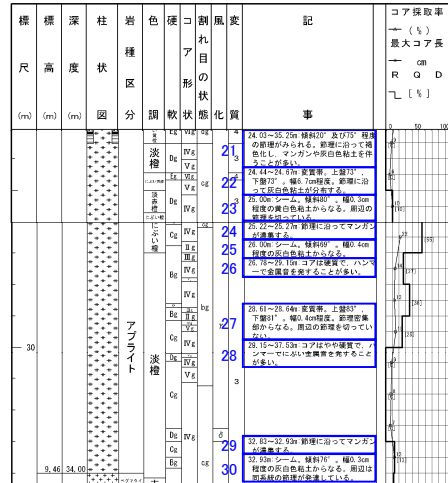 標尺(m)
標高(m)
深度(m)
柱状図
岩種区分
色調
硬軟
コア形状
割れ目の状態
風化
変質
記事
コア採取率
(%)
最大コア長
cm
R Q D
[%]
21
24.03~35.25m 傾斜20°及び75°程度
の節理がみられる。節理に沿って褐
色化し、マンガンや灰白色粘土を伴
うことが多い。
22
24.44~24.67m 変質帯。上盤73°
下盤73°。幅6.7cm程度。節理に沿
って灰白色粘土が分布する。
23
25.00m シーム。傾斜80°。幅0.3cm
程度の黄白色粘土からなる。周辺の
節理を切っている。
24
25.22~25.27m 節理に沿ってマンガン
が濃集する。
25
26.00m シーム。傾斜69°。幅0.4cm
程度の灰白色粘土からなる。
26
26.78~29.15m コアは硬質で、ハンマ
ーで金属音を発することが多い。
27
28.61~28.64m 変質帯。上盤83°、
下盤81°。幅0.4cm程度。節理密集
部からなる。周辺の節理を切ってい
ない。
28
29.15~37.53m コアはやや硬質で、ハ
ンマーでにぶい金属音を発すること
が多い。
29
32.83~32.93m 節理に沿ってマンガン
が濃集する。
30
32.93m シーム。傾斜76°。幅0.3cm
程度の灰白色粘土からなる。周辺は
同系統の節理が発達している。
淡橙
淡赤橙
にぶい橙
淡橙
アプライト
30
9.46 34.00
0 50 100